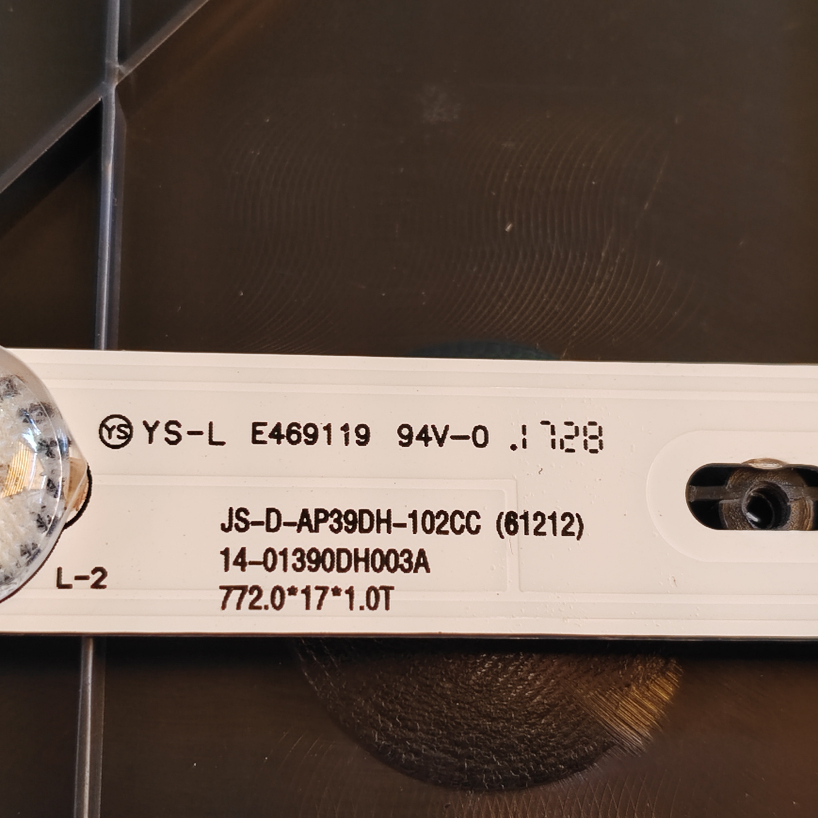 YS YS-L E469119 94V-0 .1728
JS-D-AP39DH-102CC (61212)
14-01390DH003A
L-2
772.0*17*1.0T